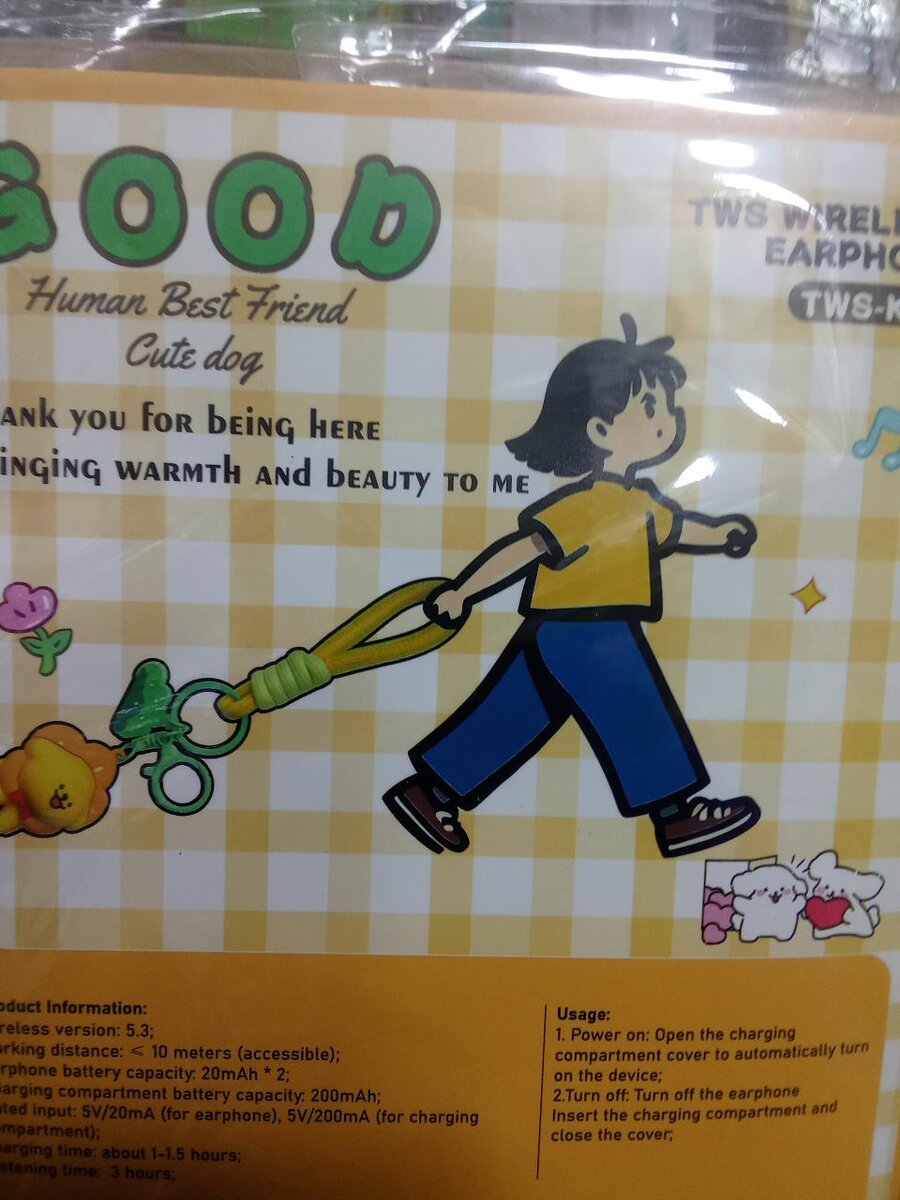 GOOD
Human Best Friend
Cute dog
ank you for being here
inging warmth and beauty to me
TWS WIREL
EARPHO
TWS-K
oduct Information:
reless version: 5.3;
orking distance: ≤ 10 meters (accessible);
rphone battery capacity: 20mAh * 2;
arging compartment battery capacity: 200mAh;
ted input: 5V/20mA (for earphone), 5V/200mA (for charging
mpartment);
arging time: about 1-1.5 hours;
stening time: 3 hours;
Usage:
1. Power on: Open the charging
compartment cover to automatically turn
on the device;
2.Turn off: Turn off the earphone
Insert the charging compartment and
close the cover;